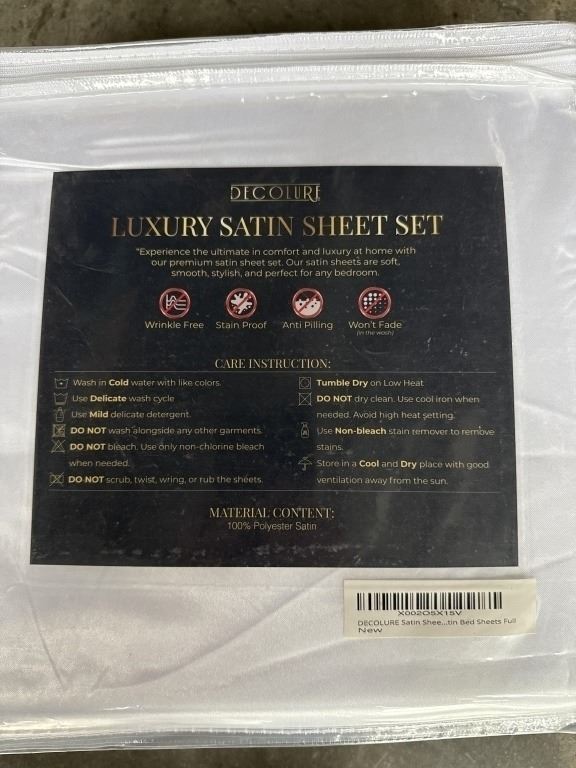 DECOLURE
LUXURY SATIN SHEET SET
"Experience the ultimate in comfort and luxury at home with
our premium satin sheet set. Our satin sheets are soft,
smooth, stylish, and perfect for any bedroom.
Wrinkle Free
Stain Proof
Anti Pilling
Won't Fade
(in the wash)
CARE INSTRUCTION:
Wash in Cold water with like colors.
Use Delicate wash cycle
Use Mild delicate detergent.
DO NOT wash alongside any other garments.
DO NOT bleach. Use only non-chlorine bleach
when needed.
DO NOT scrub, twist, wring, or rub the sheets.
Tumble Dry on Low Heat
DO NOT dry clean. Use cool iron when
needed. Avoid high heat setting.
Use Non-bleach stain remover to remove
stains.
Store in a Cool and Dry place with good
ventilation away from the sun.
MATERIAL CONTENT:
100% Polyester Satin
X002O5X15V
DECOLURE Satin Shee...tin Bed Sheets Full
New